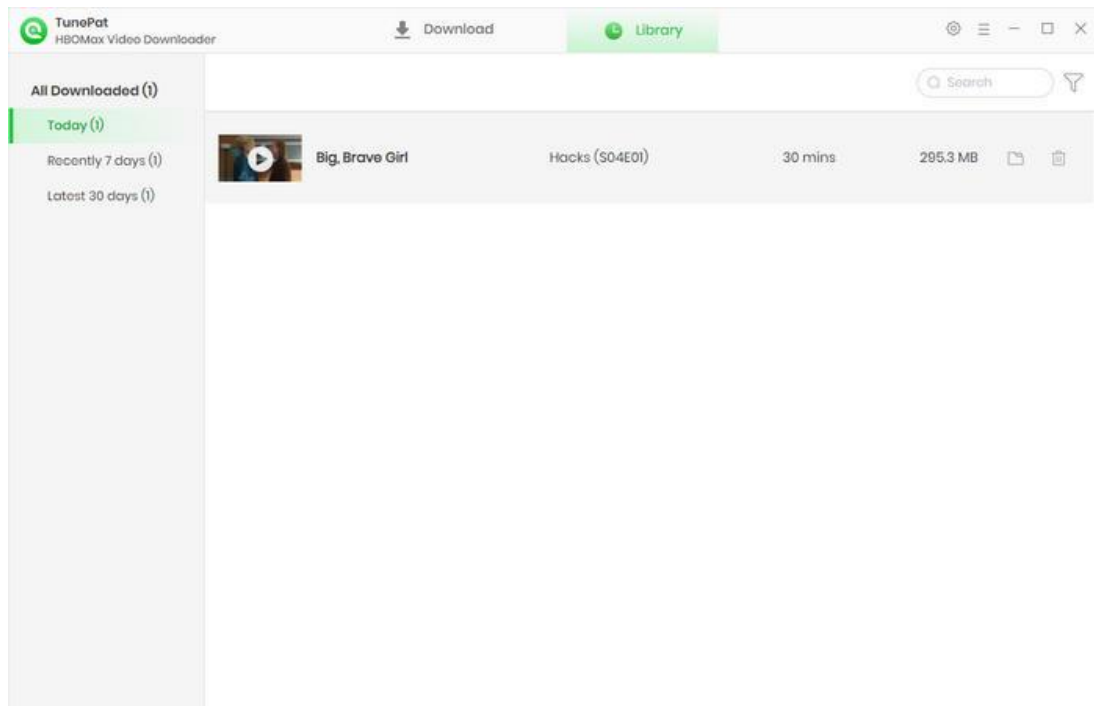 TunePat
HBOMax Video Downloader
Download
Library
Search
All Downloaded (1)
Today (1)
Recently 7 days (1)
Latest 30 days (1)
Big, Brave Girl
Hacks (S04E01)
30 mins
295.3 MB